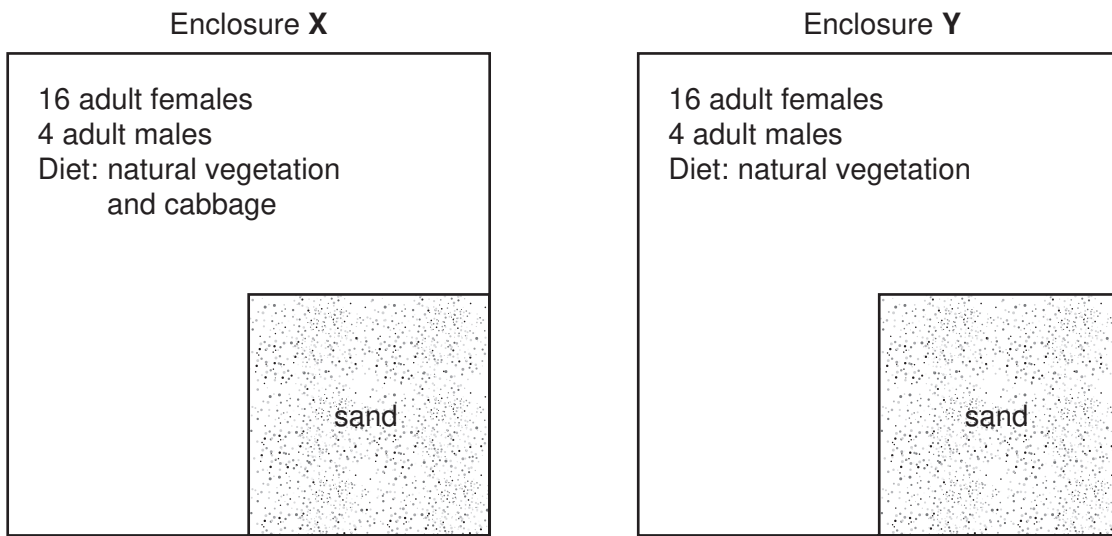 Enclosure X
16 adult females
4 adult males
Diet: natural vegetation
and cabbage
sand
Enclosure Y
16 adult females
4 adult males
Diet: natural vegetation
sand